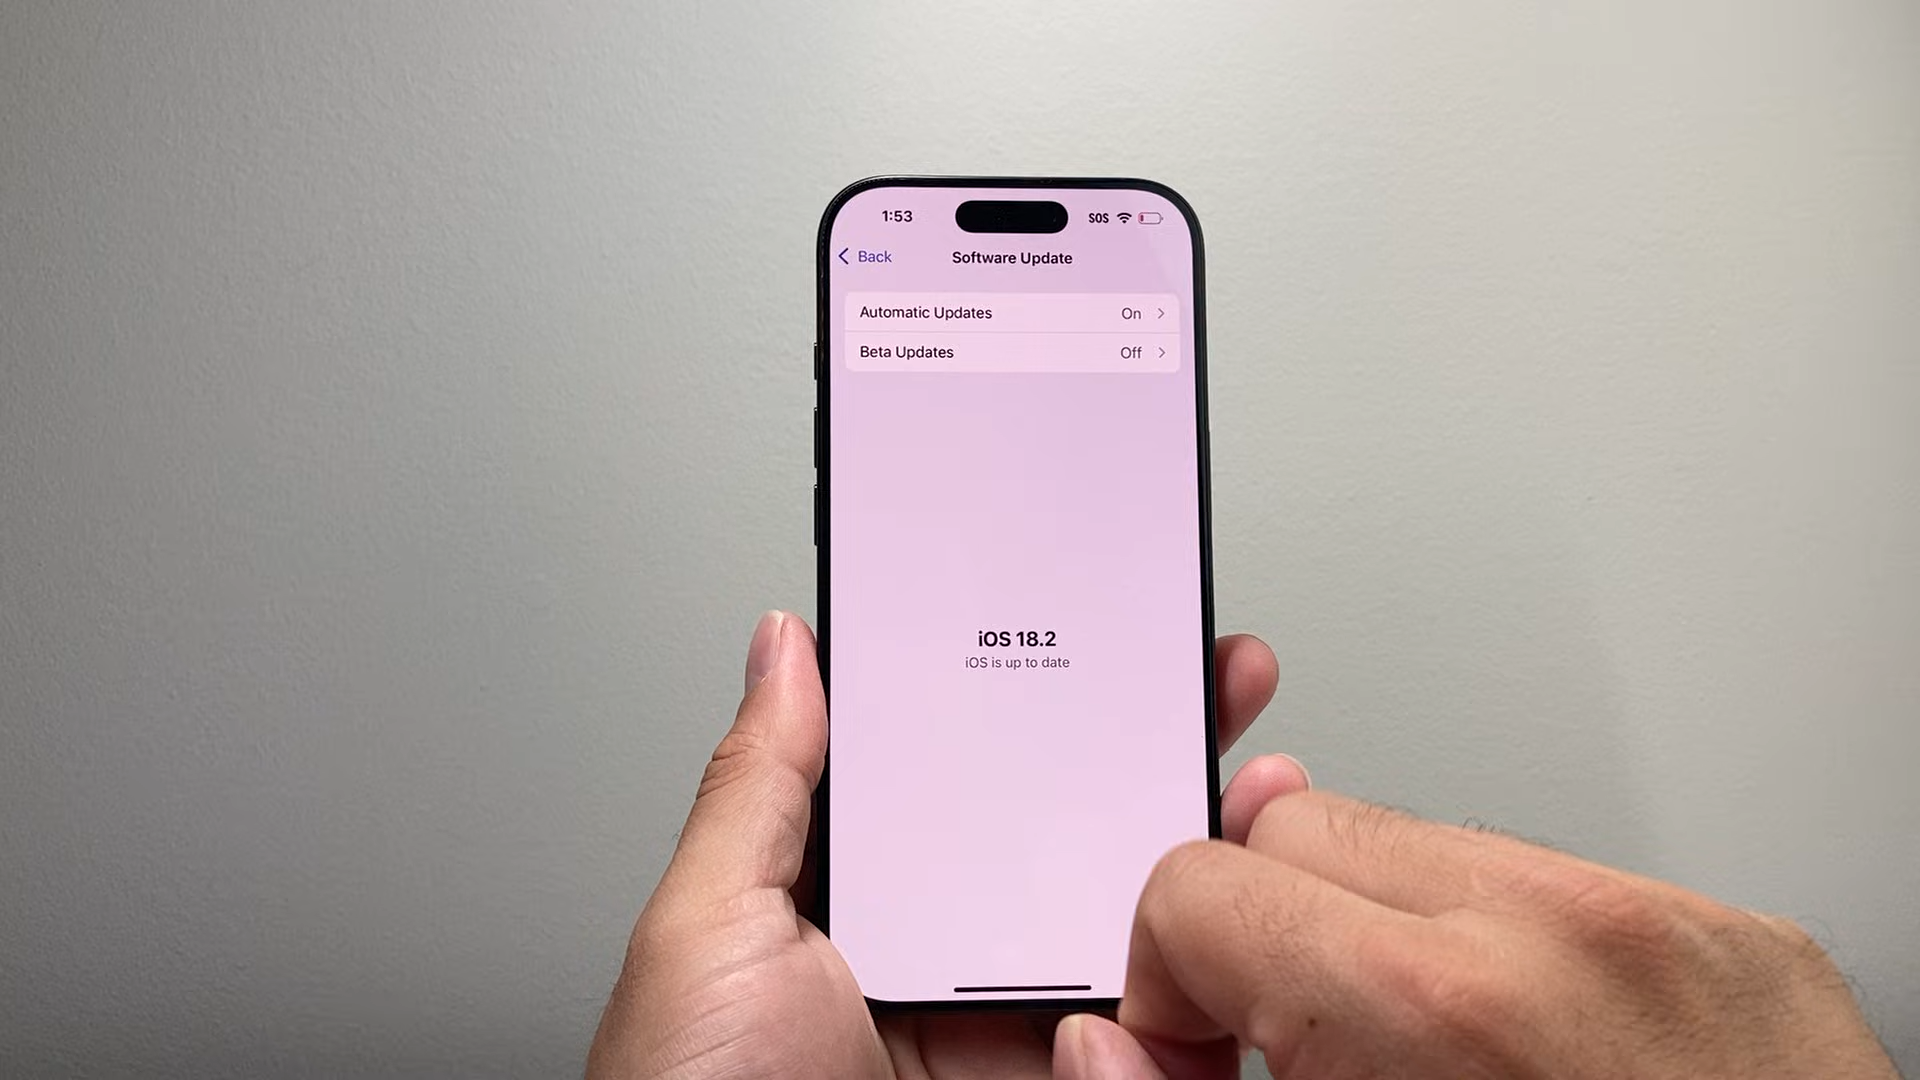 1:53
SOS
Back
Software Update
Automatic Updates On
Beta Updates Off
iOS 18.2
iOS is up to date